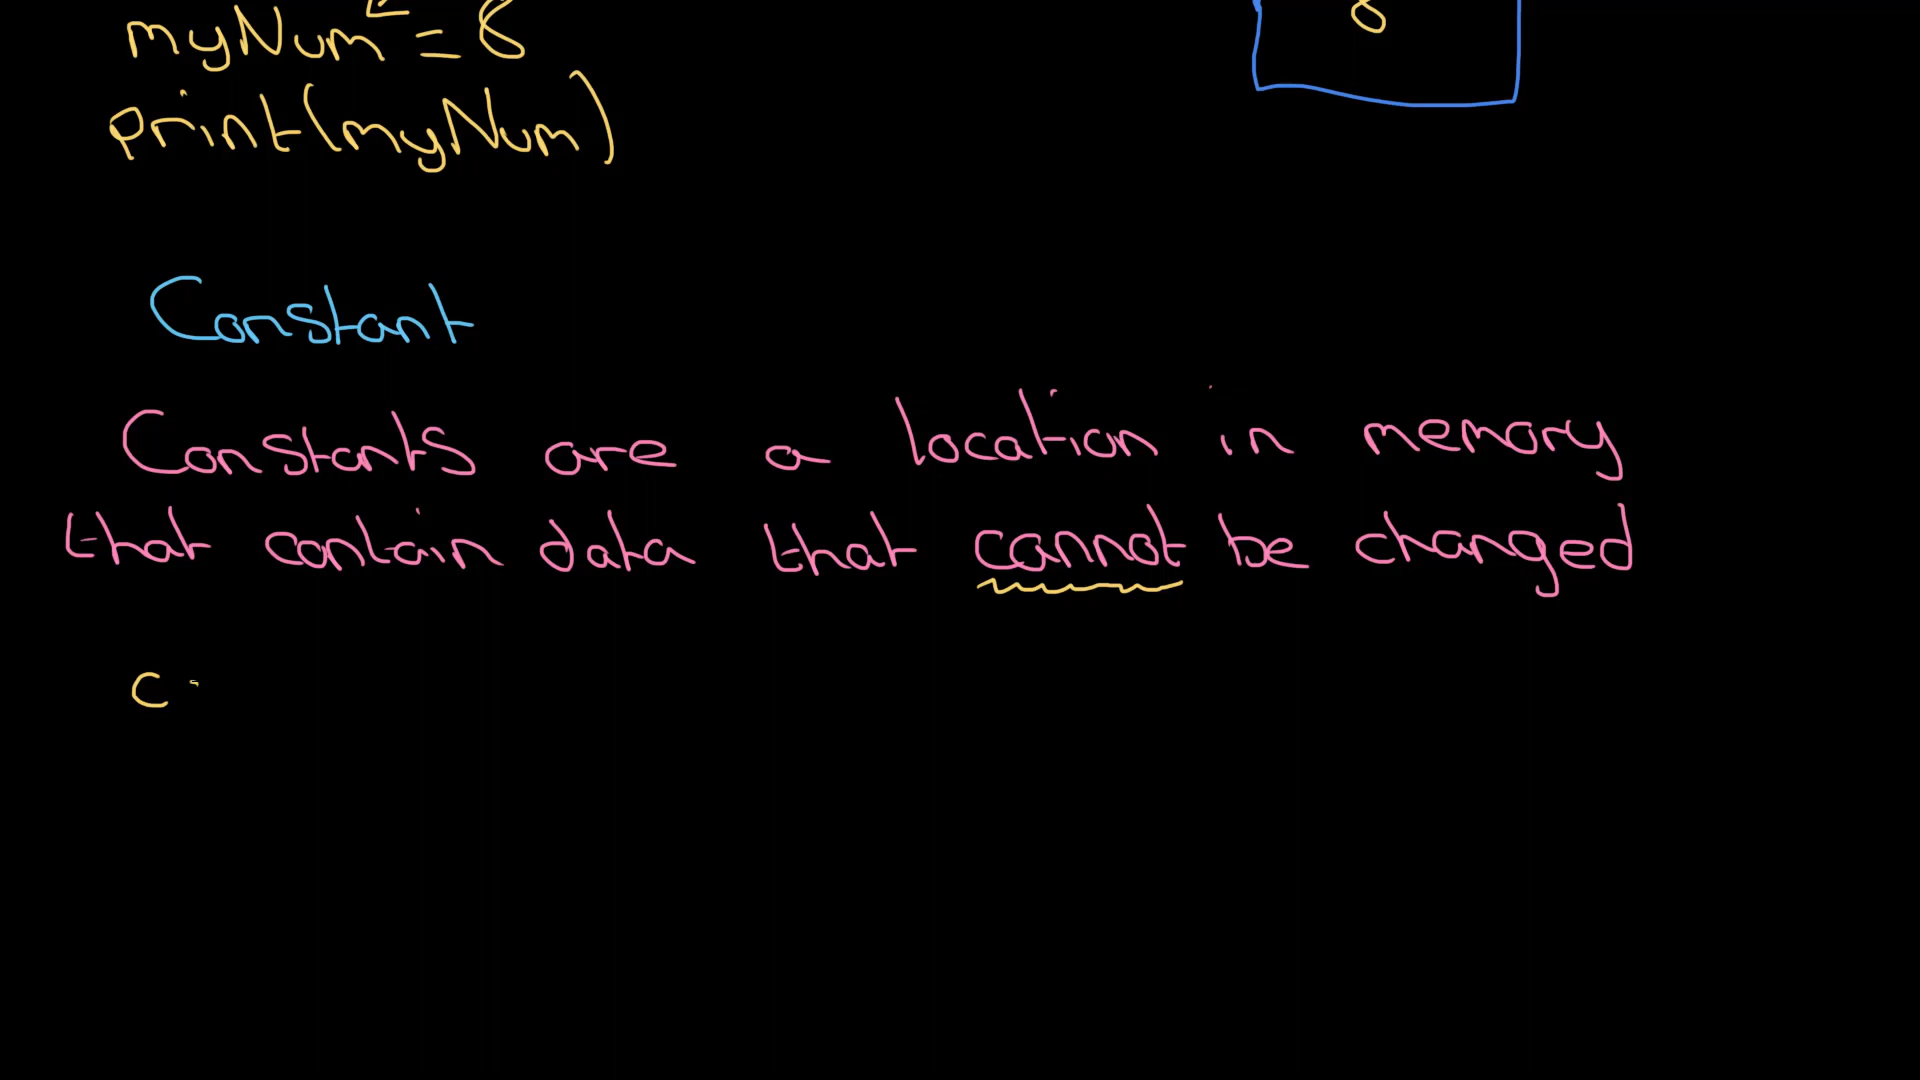 myNum = 8
8
print(myNum)
Constant
Constants are a location in memory
that contain data that cannot be changed
c